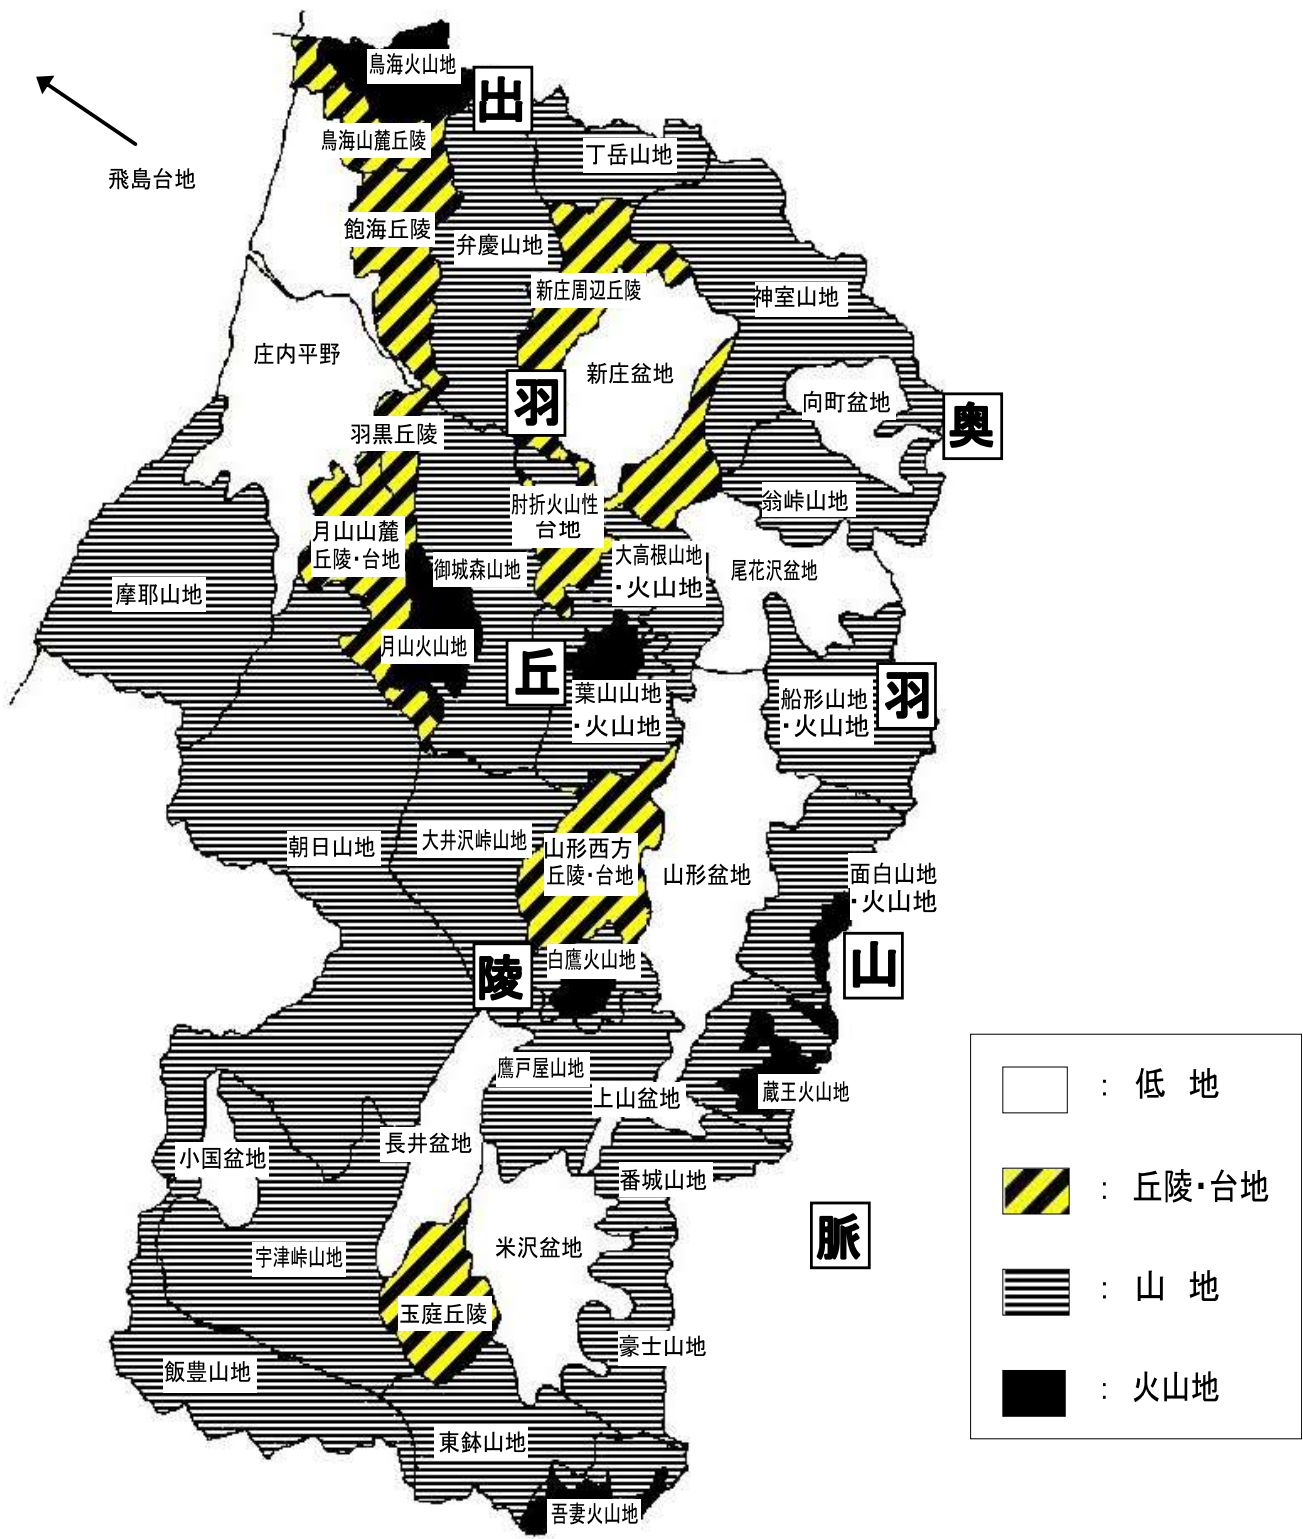 鳥海火山地
出
鳥海山麓丘陵
丁岳山地
飛島台地
飽海丘陵
弁慶山地
新庄周辺丘陵
神室山地
庄内平野
新庄盆地
羽
向町盆地
奥
羽黒丘陵
肘折火山性
台地
翁峠山地
月山山麓
丘陵・台地
御城森山地
大高根山地
・火山地
尾花沢盆地
摩耶山地
月山火山地
丘
葉山山地
・火山地
船形山地
・火山地
羽
朝日山地
大井沢峠山地
山形西方
丘陵・台地
山形盆地
面白山地
・火山地
白鷹火山地
陵
山
鷹戸屋山地
上山盆地
蔵王火山地
長井盆地
小国盆地
番城山地
脈
宇津峠山地
米沢盆地
玉庭丘陵
豪士山地
飯豊山地
東鉢山地
吾妻火山地
：低 地
：丘陵・台地
：山 地
：火山地